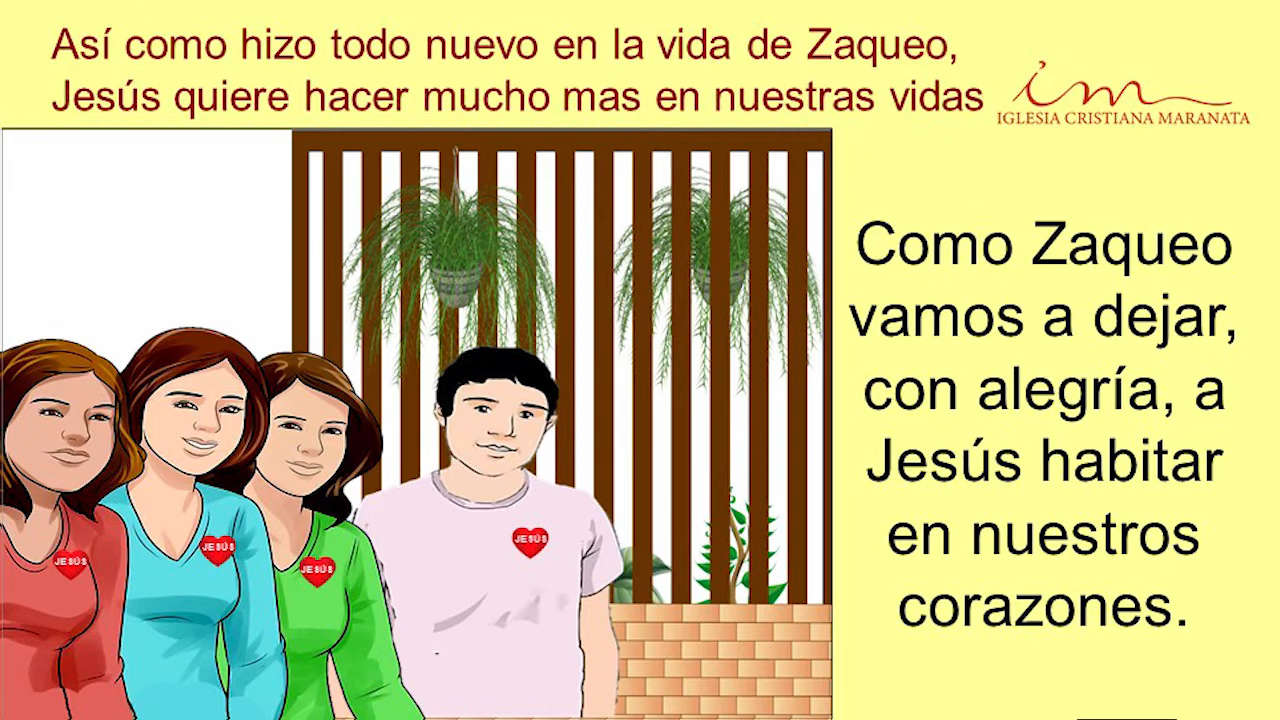 Así como hizo todo nuevo en la vida de Zaqueo,
Jesús quiere hacer mucho mas en nuestras vidas
im
IGLESIA CRISTIANA MARANATA
Como Zaqueo
vamos a dejar,
con alegría, a
Jesús habitar
en nuestros
corazones.
JESÚS
JESÚS
JESÚS
JESÚS